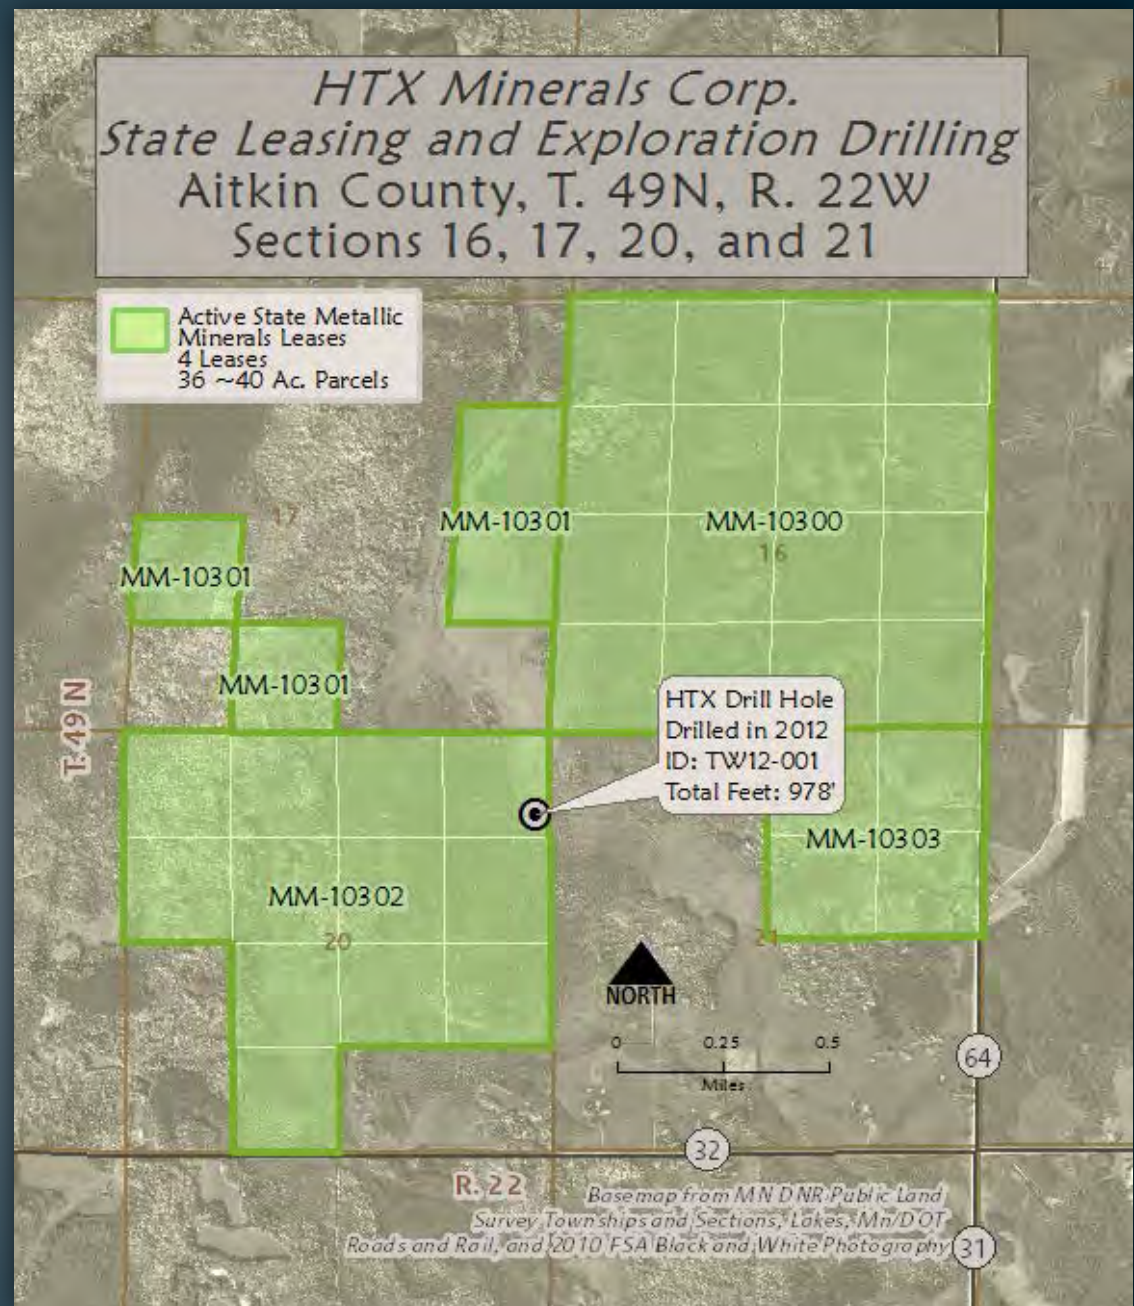 HTX Minerals Corp.
State Leasing and Exploration Drilling
Aitkin County, T. 49N, R. 22W
Sections 16, 17, 20, and 21
Active State Metallic
Minerals Leases
4 Leases
36 ~40 Ac. Parcels
17
MM-10301
MM-10300
16
MM-10301
MM-10301
T. 49 N
HTX Drill Hole
Drilled in 2012
ID: TW12-001
Total Feet: 978'
MM-10303
MM-10302
20
21
NORTH
0 0.25 0.5
Miles
64
32
R. 22
Basemap from MN DNR Public Land
Survey Townships and Sections, Lakes, Mn/DOT
Roads and Rail, and 2010 FSA Black and White Photography
31